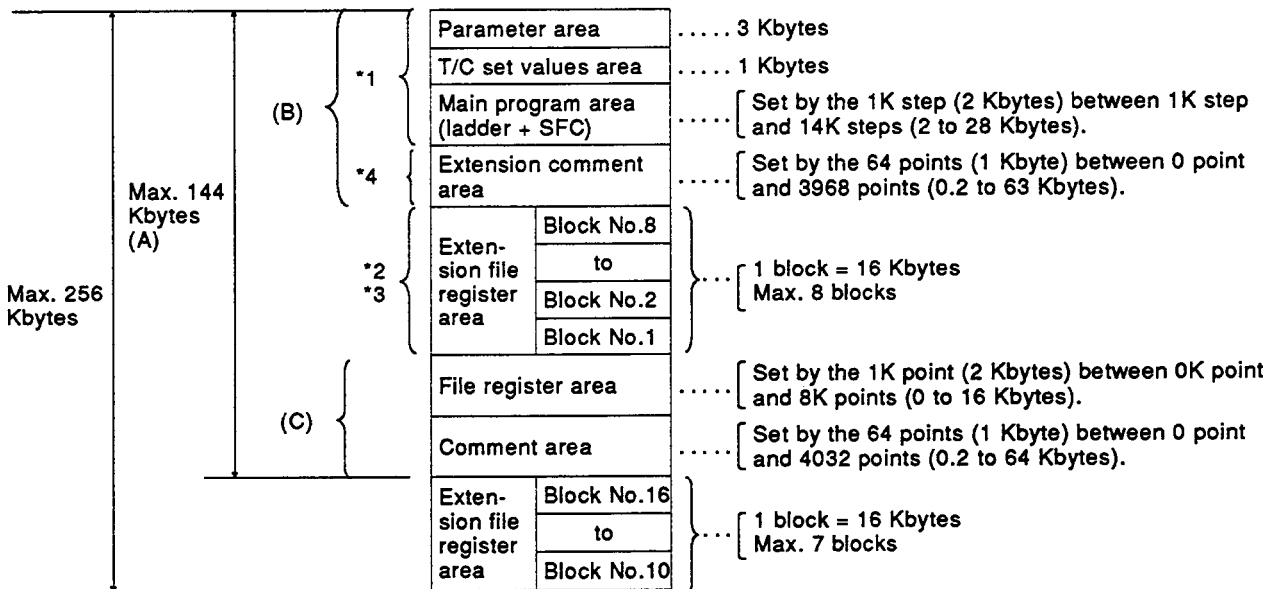 Max. 256
Kbytes
Max. 144
Kbytes
(A)
(B)
*1
*4
*2
*3
(C)
Parameter area ..... 3 Kbytes
T/C set values area ..... 1 Kbytes
Main program area
(ladder + SFC)
..... Set by the 1K step (2 Kbytes) between 1K step
and 14K steps (2 to 28 Kbytes).
Extension comment
area
..... Set by the 64 points (1 Kbyte) between 0 point
and 3968 points (0.2 to 63 Kbytes).
Exten-
sion file
register
area
Block No.8
to
Block No.2
Block No.1
.... 1 block = 16 Kbytes
Max. 8 blocks
File register area
..... Set by the 1K point (2 Kbytes) between 0K point
and 8K points (0 to 16 Kbytes).
Comment area
..... Set by the 64 points (1 Kbyte) between 0 point
and 4032 points (0.2 to 64 Kbytes).
Exten-
sion file
register
area
Block No.16
to
Block No.10
.... 1 block = 16 Kbytes
Max. 7 blocks